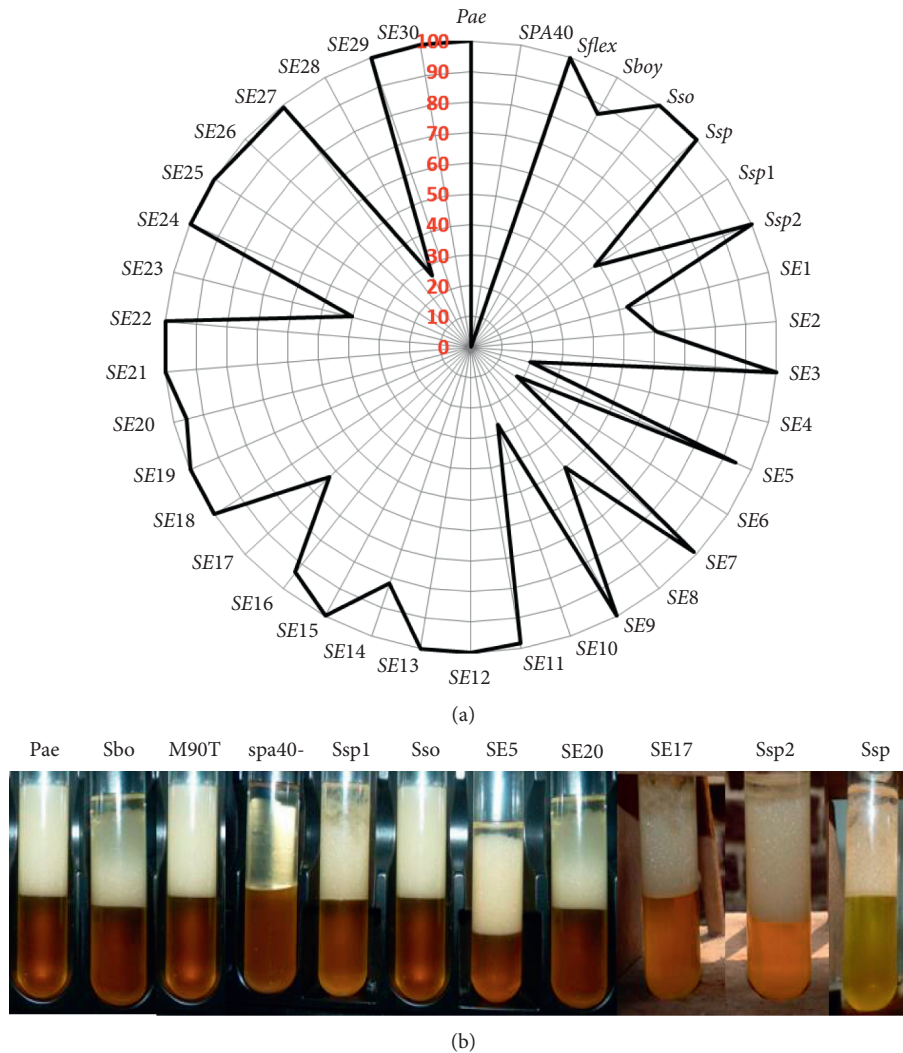 Pae
SPA40
Sflex
Sboy
Sso
Ssp
Ssp1
Ssp2
SE1
SE2
SE3
SE4
SE5
SE6
SE7
SE8
SE9
SE10
SE11
SE12
SE13
SE14
SE15
SE16
SE17
SE18
SE19
SE20
SE21
SE22
SE23
SE24
SE25
SE26
SE27
SE28
SE29
SE30
100
90
80
70
60
50
40
30
20
10
0
(a)
Pae Sbo M90T spa40- Ssp1 Sso SE5 SE20 SE17 Ssp2 Ssp
(b)